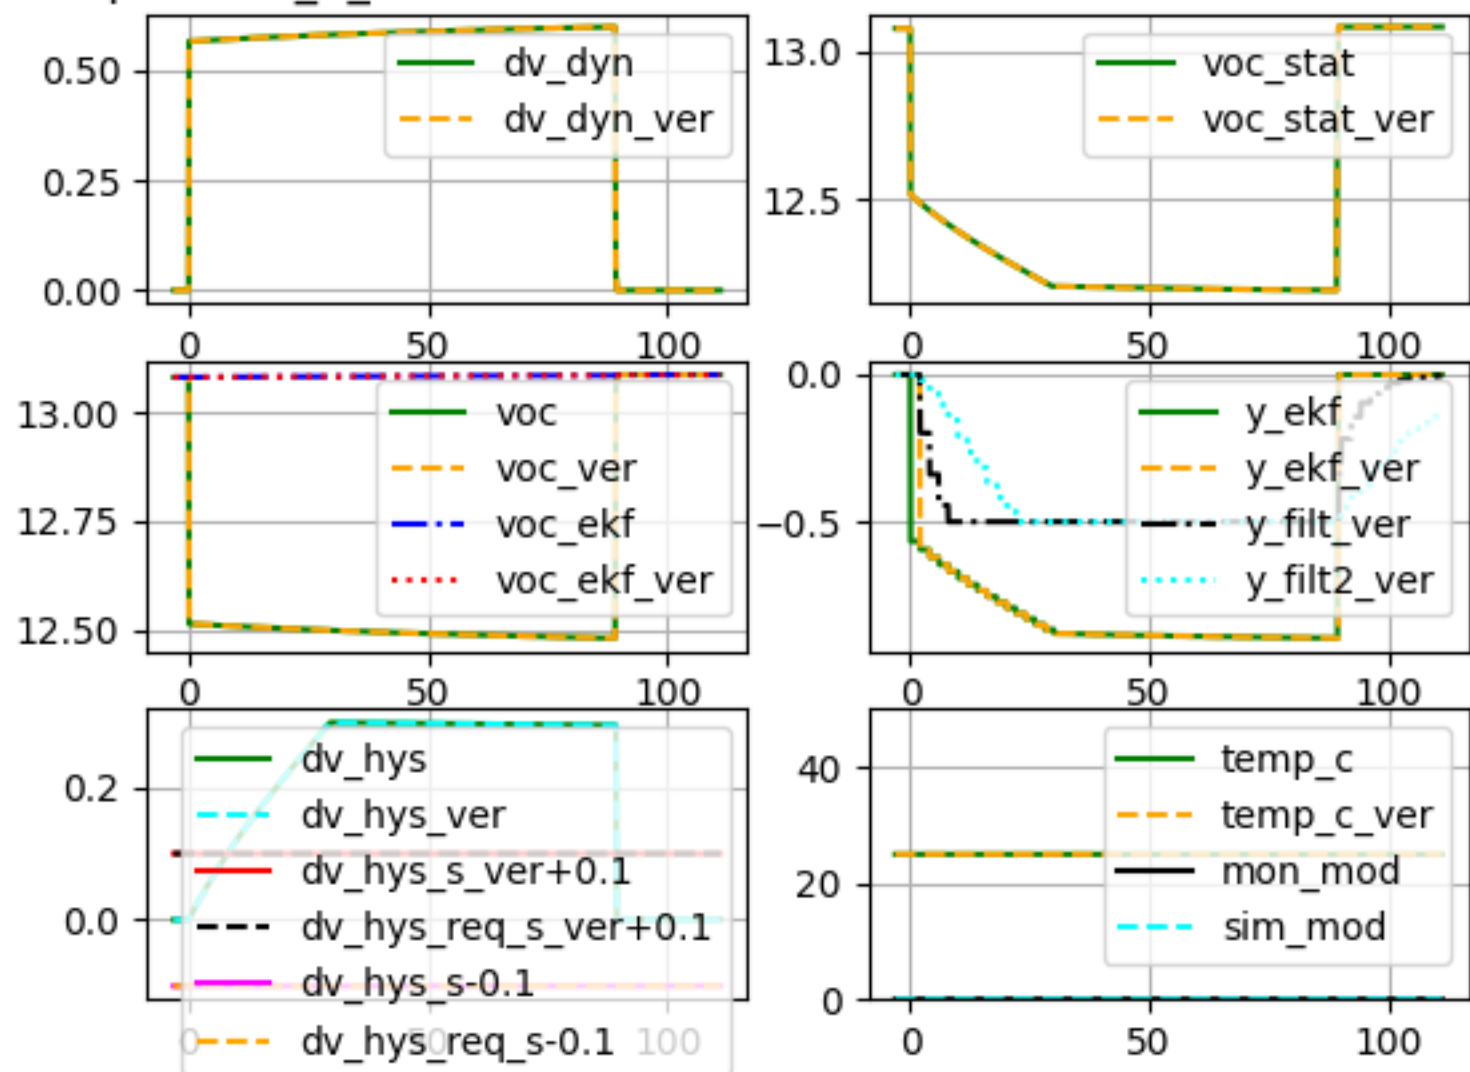 0.50
0.25
0.00
dv_dyn
dv_dyn_ver
0
50
100
13.0
12.5
voc_stat
voc_stat_ver
0
50
100
13.00
12.75
12.50
voc
voc_ver
voc_ekf
voc_ekf_ver
0
50
100
0.0
−0.5
y_ekf
y_ekf_ver
y_filt_ver
y_filt2_ver
0
50
100
0.2
0.0
dv_hys
dv_hys_ver
dv_hys_s_ver+0.1
dv_hys_req_s_ver+0.1
dv_hys_s-0.1
dv_hys_req_s-0.1
0
50
100
40
20
0
temp_c
temp_c_ver
mon_mod
sim_mod
0
50
100